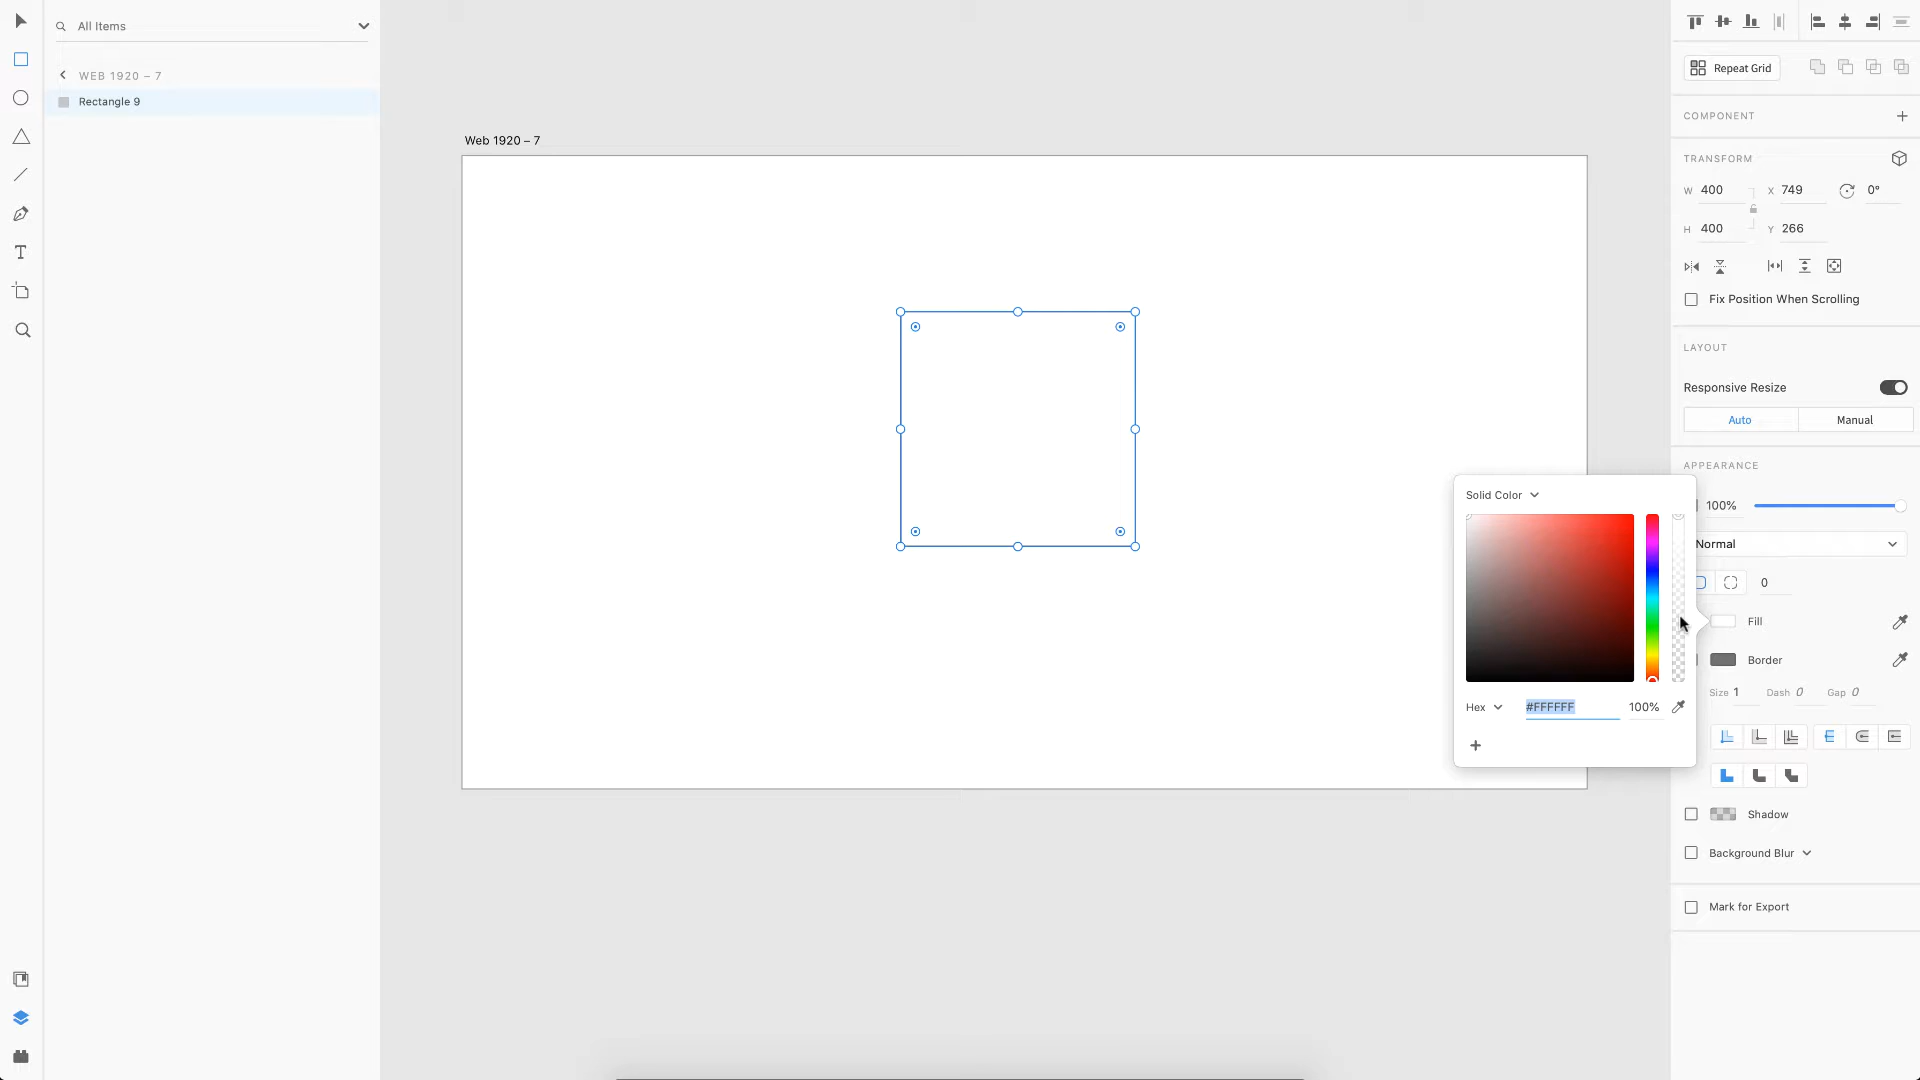 All Items
WEB 1920 – 7
Rectangle 9
Web 1920 – 7
Repeat Grid
COMPONENT
TRANSFORM
W 400 X 749 0°
H 400 Y 266
Fix Position When Scrolling
LAYOUT
Responsive Resize
Auto Manual
APPEARANCE
Solid Color
100%
Normal
0
Fill
Border
Size 1 Dash 0 Gap 0
Hex #FFFFFF 100%
Shadow
Background Blur
Mark for Export